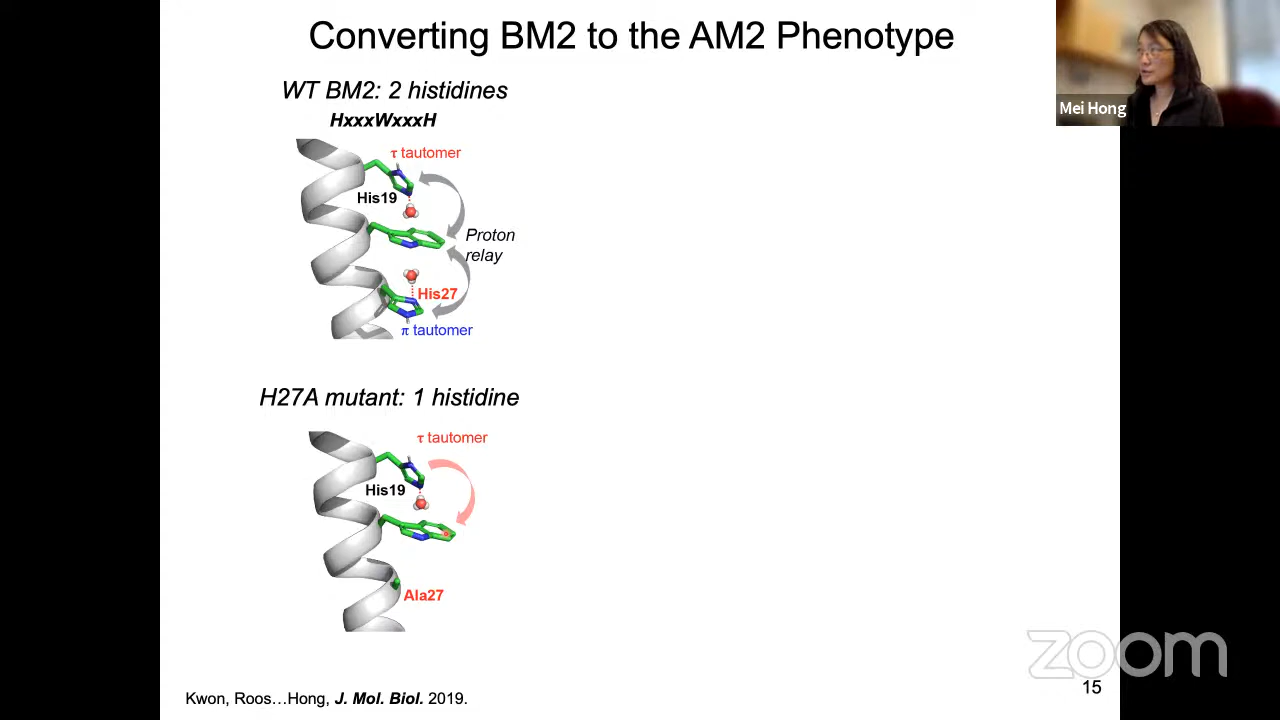 Converting BM2 to the AM2 Phenotype
Mei Hong
WT BM2: 2 histidines
HxxxWxxxH
τ tautomer
His19
Proton
relay
His27
π tautomer
H27A mutant: 1 histidine
τ tautomer
His19
Ala27
Kwon, Roos…Hong, J. Mol. Biol. 2019.
zoom
15